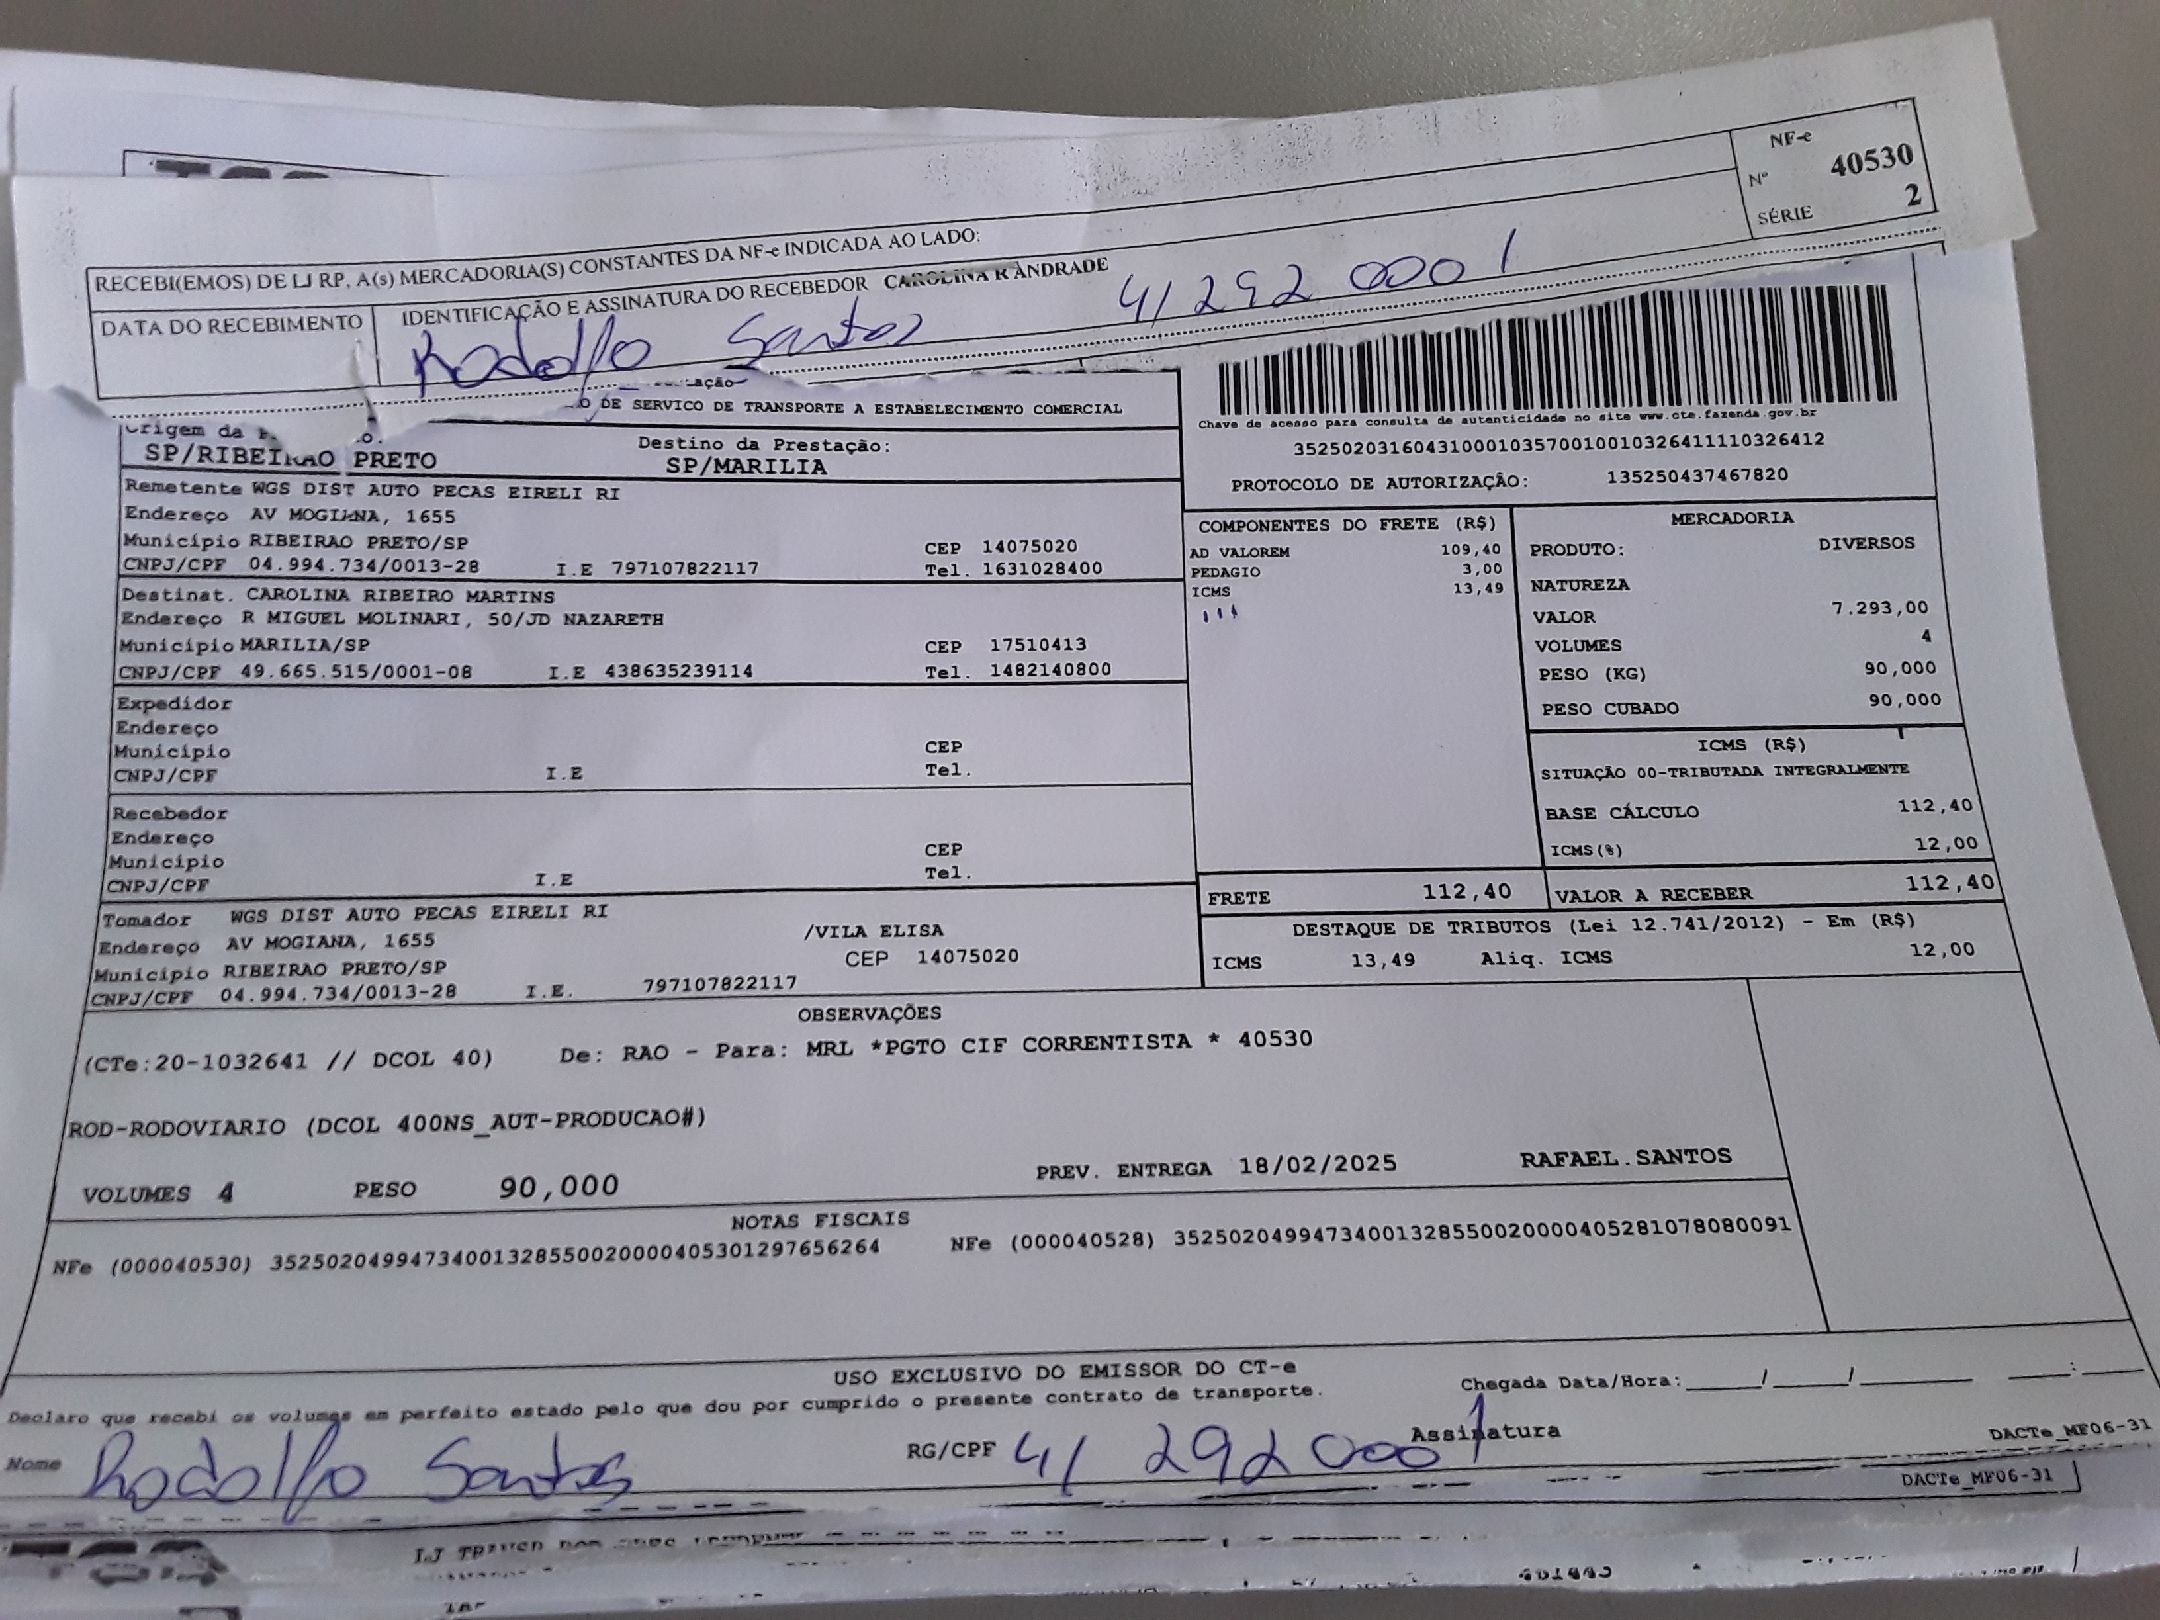 NF-e
Nº 40530
SÉRIE 2
RECEBI(EMOS) DE LJ RP, A(s) MERCADORIA(S) CONSTANTES DA NF-e INDICADA AO LADO:
DATA DO RECEBIMENTO
IDENTIFICAÇÃO E ASSINATURA DO RECEBEDOR CAROLINA R ANDRADE
Rodolfo Santos 41 292 000 1
DE SERVICO DE TRANSPORTE A ESTABELECIMENTO COMERCIAL
Origem da
SP/RIBEIRAO PRETO
Destino da Prestação:
SP/MARILIA
Chave de acesso para consulta de autenticidade no site www.cte.fazenda.gov.br
35250203160431000103570010010326411110326412
PROTOCOLO DE AUTORIZAÇÃO: 135250437467820
Remetente WGS DIST AUTO PECAS EIRELI RI
Endereço AV MOGIANA, 1655
Município RIBEIRAO PRETO/SP CEP 14075020
CNPJ/CPF 04.994.734/0013-28 I.E 797107822117 Tel. 1631028400
Destinat. CAROLINA RIBEIRO MARTINS
Endereço R MIGUEL MOLINARI, 50/JD NAZARETH
Município MARILIA/SP CEP 17510413
CNPJ/CPF 49.665.515/0001-08 I.E 438635239114 Tel. 1482140800
Expedidor
Endereço
Município CEP
CNPJ/CPF I.E Tel.
Recebedor
Endereço
Município CEP
CNPJ/CPF I.E Tel.
Tomador WGS DIST AUTO PECAS EIRELI RI
Endereço AV MOGIANA, 1655 /VILA ELISA
Município RIBEIRAO PRETO/SP CEP 14075020
CNPJ/CPF 04.994.734/0013-28 I.E. 797107822117
COMPONENTES DO FRETE (R$)
AD VALOREM 109,40
PEDAGIO 3,00
ICMS 13,49
MERCADORIA
PRODUTO: DIVERSOS
NATUREZA
VALOR 7.293,00
VOLUMES 4
PESO (KG) 90,000
PESO CUBADO 90,000
ICMS (R$)
SITUAÇÃO 00-TRIBUTADA INTEGRALMENTE
BASE CÁLCULO 112,40
ICMS(%) 12,00
FRETE 112,40 VALOR A RECEBER 112,40
DESTAQUE DE TRIBUTOS (Lei 12.741/2012) - Em (R$)
ICMS 13,49 Aliq. ICMS 12,00
OBSERVAÇÕES
(CTe:20-1032641 // DCOL 40) De: RAO - Para: MRL *PGTO CIF CORRENTISTA * 40530
ROD-RODOVIARIO (DCOL 400NS_AUT-PRODUCAO#)
VOLUMES 4 PESO 90,000 PREV. ENTREGA 18/02/2025 RAFAEL.SANTOS
NOTAS FISCAIS
NFe (000040530) 35250204994734001328550020000405301297656264 NFe (000040528) 35250204994734001328550020000405281078080091
USO EXCLUSIVO DO EMISSOR DO CT-e
Declaro que recebi os volumes em perfeito estado pelo que dou por cumprido o presente contrato de transporte.
Chegada Data/Hora:____/____/______ ___:___
Nome Rodolfo Santos RG/CPF 41 292 000 1 Assinatura
DACTe_MF06-31
DACTe_MF06-31